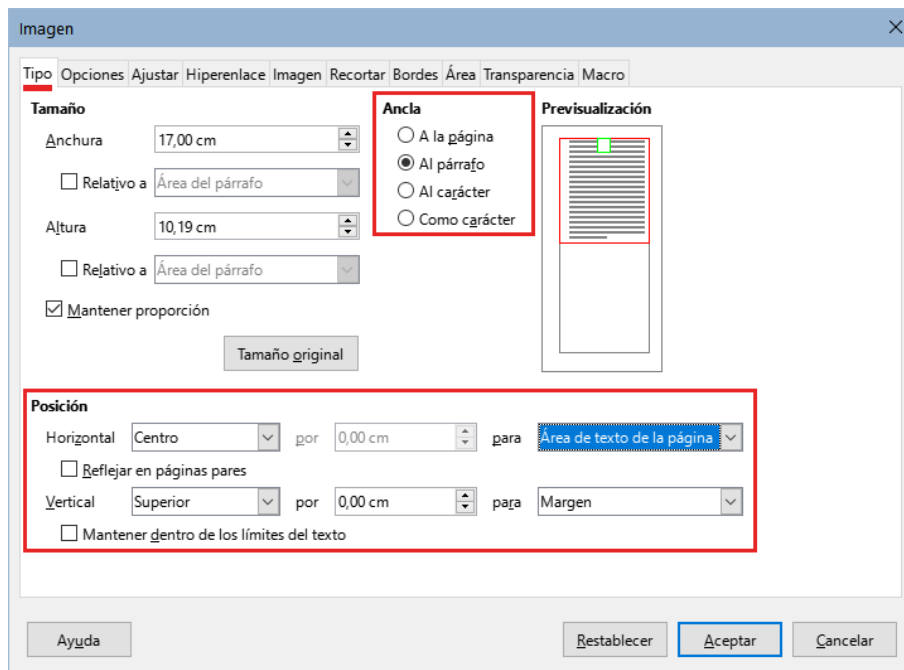 Imagen
Tipo Opciones Ajustar Hiperenlace Imagen Recortar Bordes Área Transparencia Macro
Tamaño
Anchura 17,00 cm
Relativo a Área del párrafo
Altura 10,19 cm
Relativo a Área del párrafo
Mantener proporción
Tamaño original
Ancla
A la página
Al párrafo
Al carácter
Como carácter
Previsualización
Posición
Horizontal Centro por 0,00 cm para Área de texto de la página
Reflejar en páginas pares
Vertical Superior por 0,00 cm para Margen
Mantener dentro de los límites del texto
Ayuda Restablecer Aceptar Cancelar